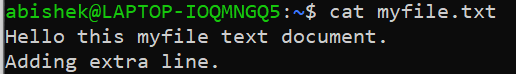 abishek@LAPTOP-IOQMNGQ5:~$ cat myfile.txt
Hello this myfile text document.
Adding extra line.